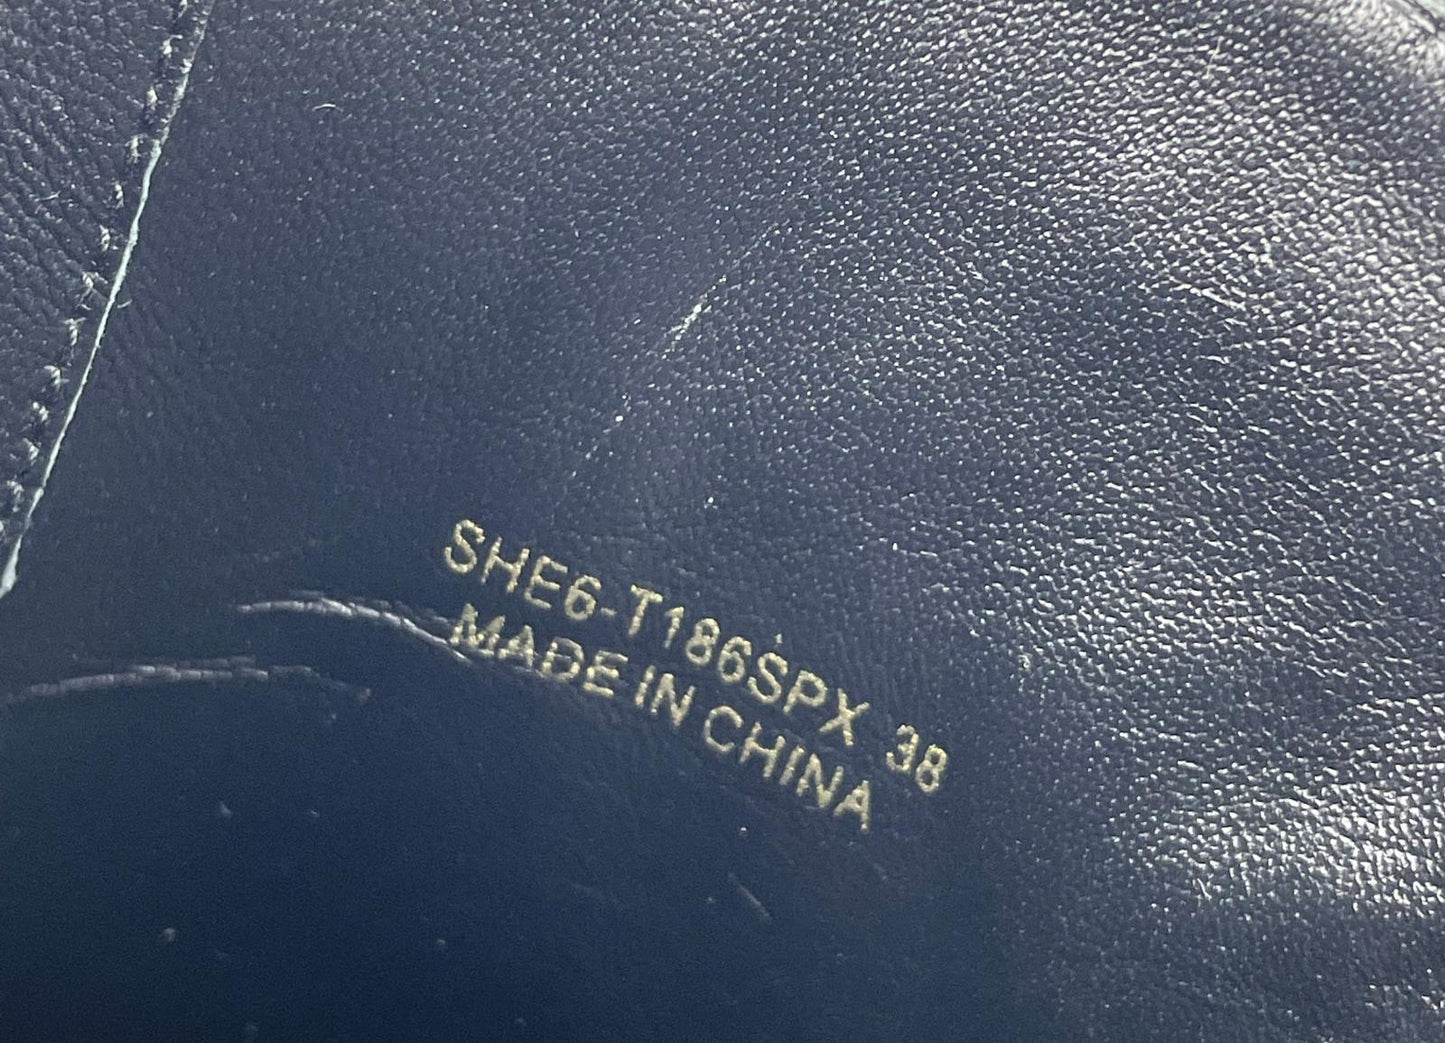 SHE6-T186SPX 38
MADE IN CHINA